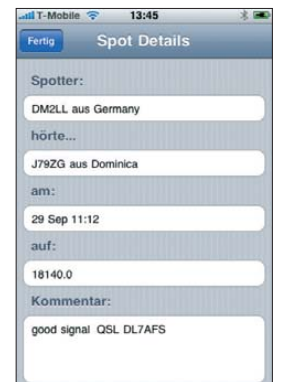 T-Mobile 13:45
Fertig Spot Details
Spotter:
DM2LL aus Germany
hörte...
J79ZG aus Dominica
am:
29 Sep 11:12
auf:
18140.0
Kommentar:
good signal QSL DL7AFS